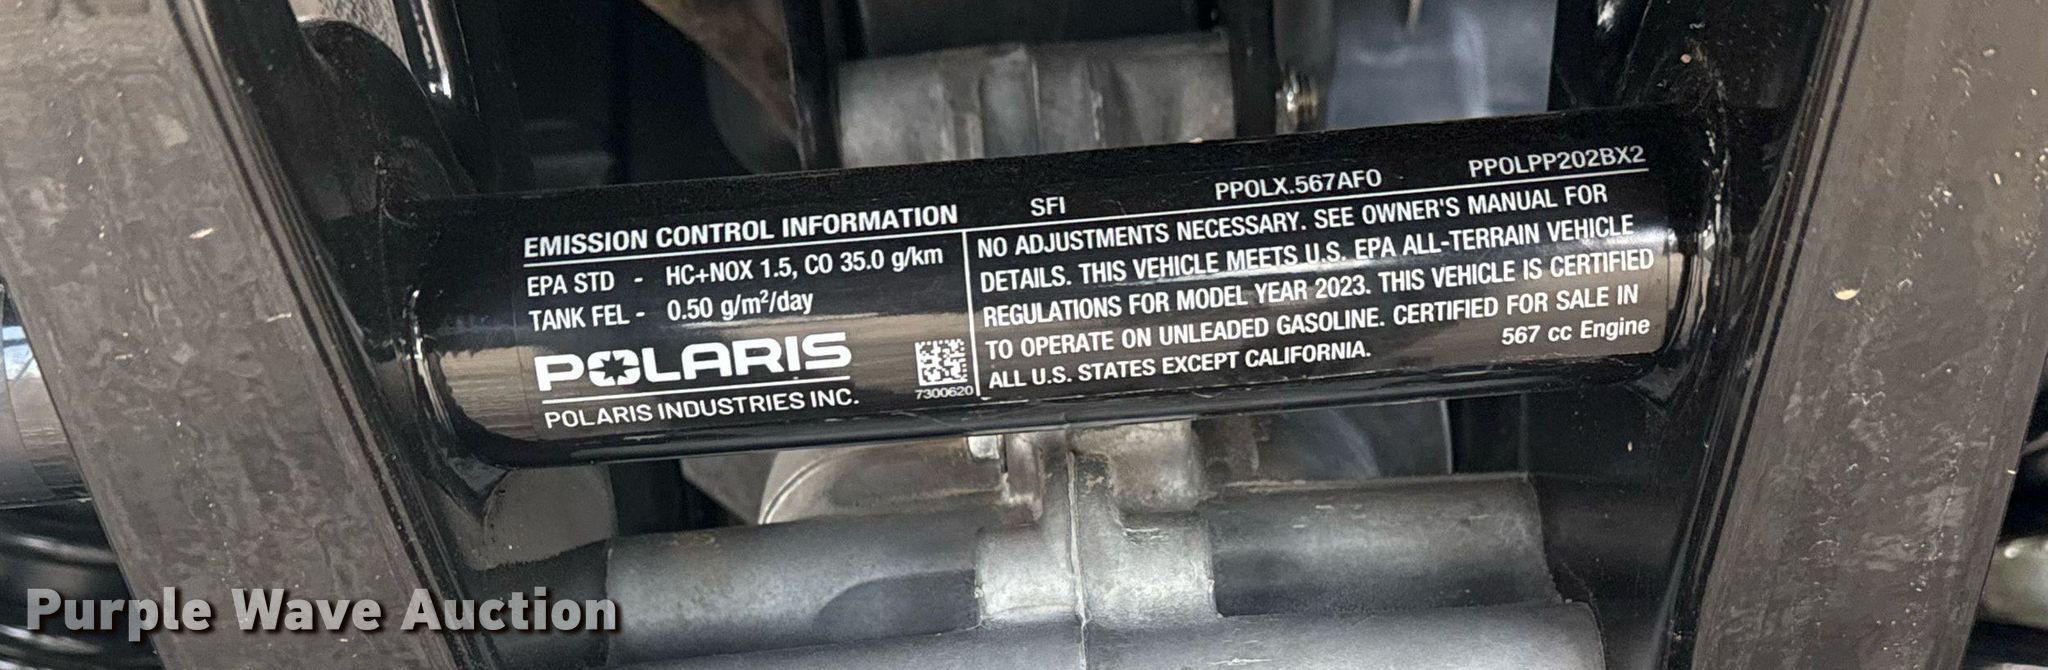 EMISSION CONTROL INFORMATION SFI PPOLX.567AFO PPOLPP202BX2
EPA STD - HC+NOX 1.5, CO 35.0 g/km
TANK FEL - 0.50 g/m²/day
POLARIS
POLARIS INDUSTRIES INC.
7300620
NO ADJUSTMENTS NECESSARY. SEE OWNER'S MANUAL FOR
DETAILS. THIS VEHICLE MEETS U.S. EPA ALL-TERRAIN VEHICLE
REGULATIONS FOR MODEL YEAR 2023. THIS VEHICLE IS CERTIFIED
TO OPERATE ON UNLEADED GASOLINE. CERTIFIED FOR SALE IN
ALL U.S. STATES EXCEPT CALIFORNIA.
567 cc Engine
Purple Wave Auction